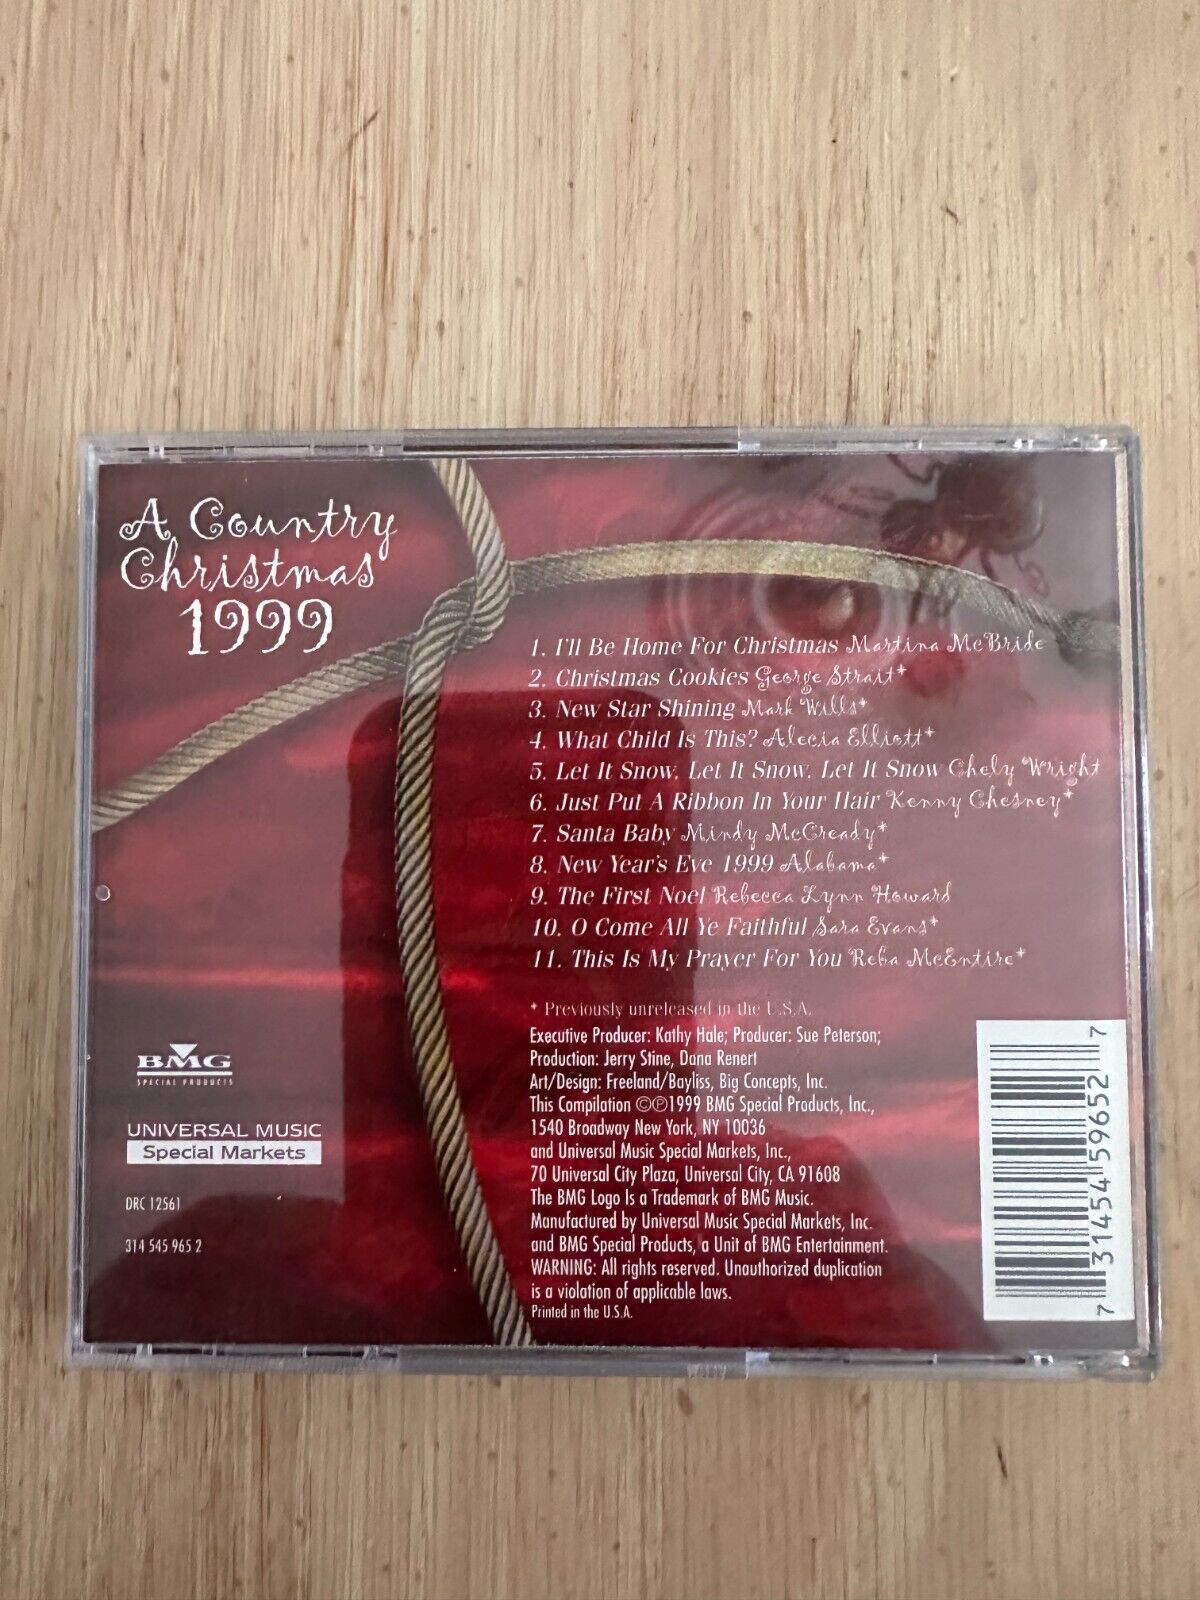 A Country
Christmas
1999
1. I'll Be Home For Christmas Martina McBride
2. Christmas Cookies George Strait*
3. New Star Shining Mark Wills*
4. What Child Is This? Alecia Elliott*
5. Let It Snow, Let It Snow, Let It Snow Chely Wright
6. Just Put A Ribbon In Your Hair Kenny Chesney*
7. Santa Baby Mindy McCready*
8. New Year's Eve 1999 Alabama*
9. The First Noel Rebecca Lynn Howard
10. O Come All Ye Faithful Sara Evans*
11. This Is My Prayer For You Reba McEntire*
* Previously unreleased in the U.S.A.
Executive Producer: Kathy Hale; Producer: Sue Peterson;
Production: Jerry Stine, Dana Renert
Art/Design: Freeland/Bayliss, Big Concepts, Inc.
This Compilation ©℗1999 BMG Special Products, Inc.,
1540 Broadway New York, NY 10036
and Universal Music Special Markets, Inc.,
70 Universal City Plaza, Universal City, CA 91608
The BMG Logo Is a Trademark of BMG Music.
Manufactured by Universal Music Special Markets, Inc.
and BMG Special Products, a Unit of BMG Entertainment.
WARNING: All rights reserved. Unauthorized duplication
is a violation of applicable laws.
Printed in the U.S.A.
BMG
SPECIAL PRODUCTS
UNIVERSAL MUSIC
Special Markets
DRC 12561
314 545 965 2
7 31454 59652 7